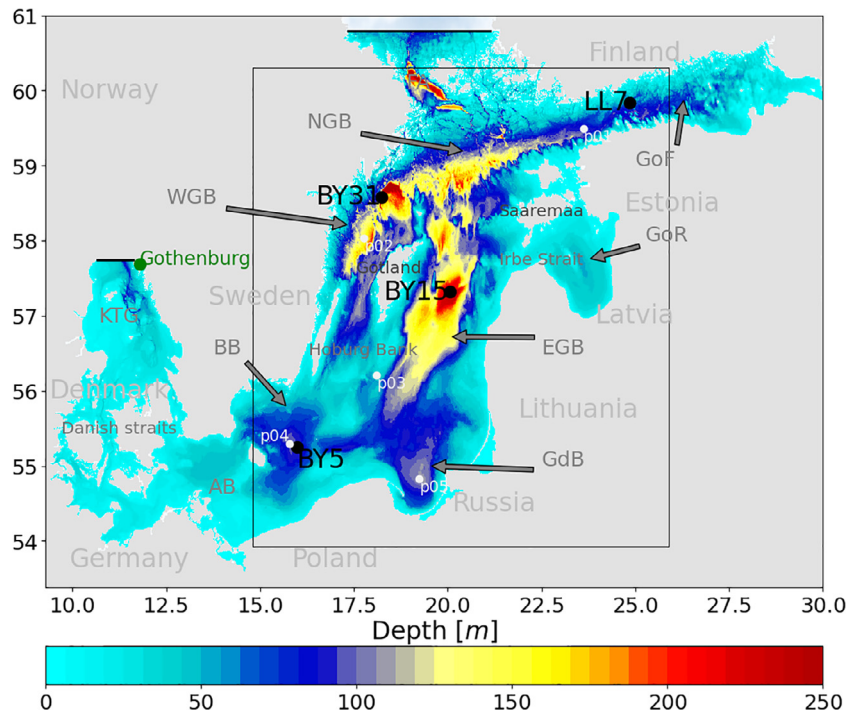 61
60
59
58
57
56
55
54
Finland
Norway
LL7
NGB
p01
GoF
WGB
BY31
Estonia
Saaremaa
GoR
p02
Gothenburg
Irbe Strait
Gotland
Sweden
BY15
KTG
Latvia
BB
Hoburg Bank
EGB
p03
Denmark
Lithuania
Danish straits
p04
BY5
GdB
AB
p05
Russia
Germany
Poland
10.0 12.5 15.0 17.5 20.0 22.5 25.0 27.5 30.0
Depth [m]
0 50 100 150 200 250